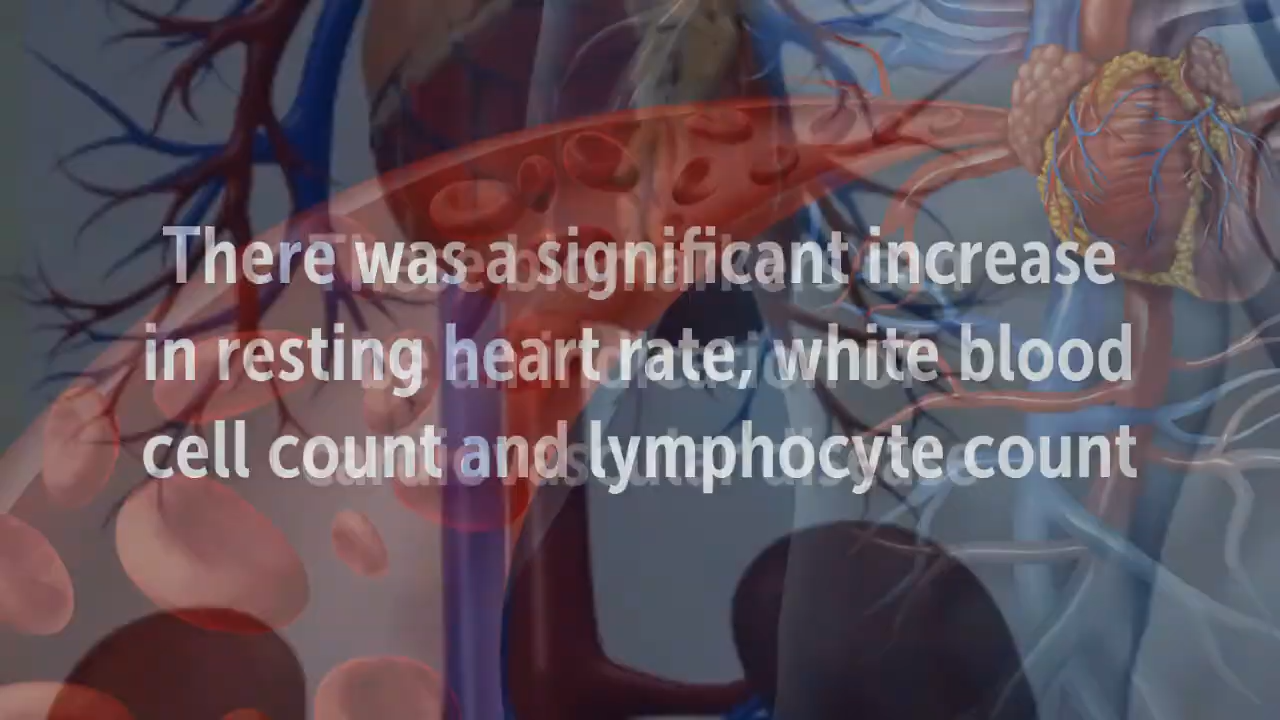 There was a significant increase
in resting heart rate, white blood
cell count and lymphocyte count